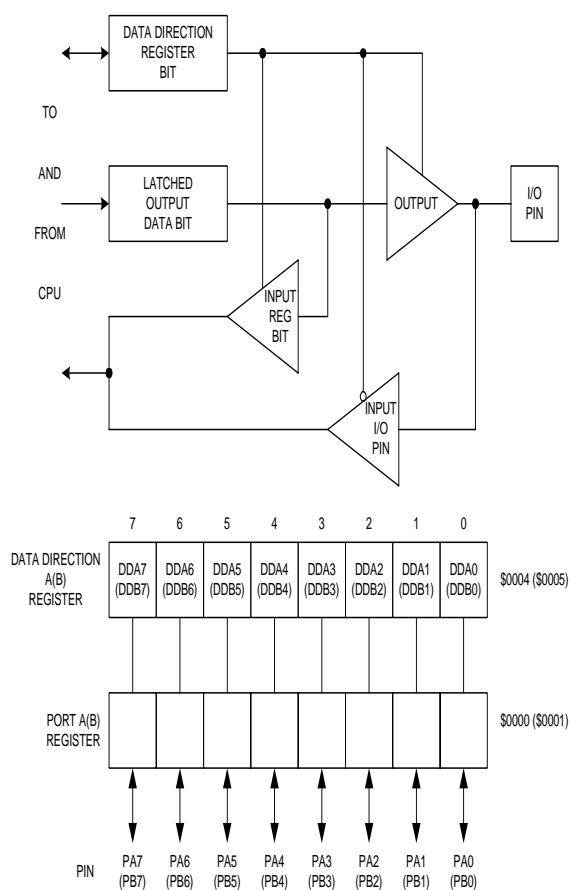 DATA DIRECTION
REGISTER
BIT
TO
AND
FROM
CPU
LATCHED
OUTPUT
DATA BIT
OUTPUT
I/O
PIN
INPUT
REG
BIT
INPUT
I/O
PIN
7 6 5 4 3 2 1 0
DATA DIRECTION
A(B)
REGISTER
DDA7 DDA6 DDA5 DDA4 DDA3 DDA2 DDA1 DDA0
(DDB7) (DDB6) (DDB5) (DDB4) (DDB3) (DDB2) (DDB1) (DDB0)
$0004 ($0005)
PORT A(B)
REGISTER
$0000 ($0001)
PIN
PA7 PA6 PA5 PA4 PA3 PA2 PA1 PA0
(PB7) (PB6) (PB5) (PB4) (PB3) (PB2) (PB1) (PB0)